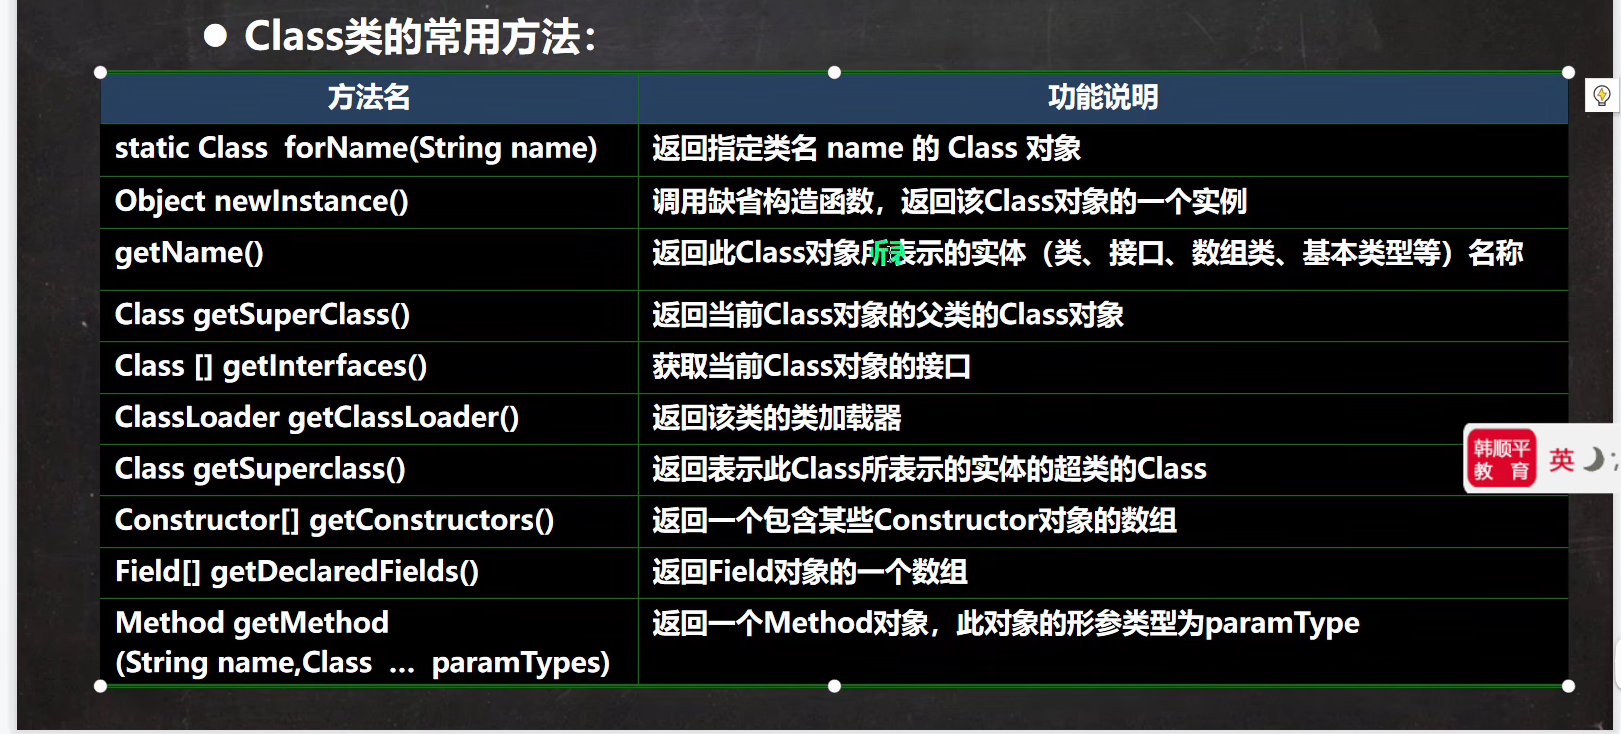 ● Class类的常用方法：
方法名 功能说明
static Class forName(String name) 返回指定类名 name 的 Class 对象
Object newInstance() 调用缺省构造函数，返回该Class对象的一个实例
getName() 返回此Class对象所表示的实体（类、接口、数组类、基本类型等）名称
Class getSuperClass() 返回当前Class对象的父类的Class对象
Class [] getInterfaces() 获取当前Class对象的接口
ClassLoader getClassLoader() 返回该类的类加载器
Class getSuperclass() 返回表示此Class所表示的实体的超类的Class
Constructor[] getConstructors() 返回一个包含某些Constructor对象的数组
Field[] getDeclaredFields() 返回Field对象的一个数组
Method getMethod 返回一个Method对象，此对象的形参类型为paramType
(String name,Class … paramTypes)
韩顺平
教 育
英